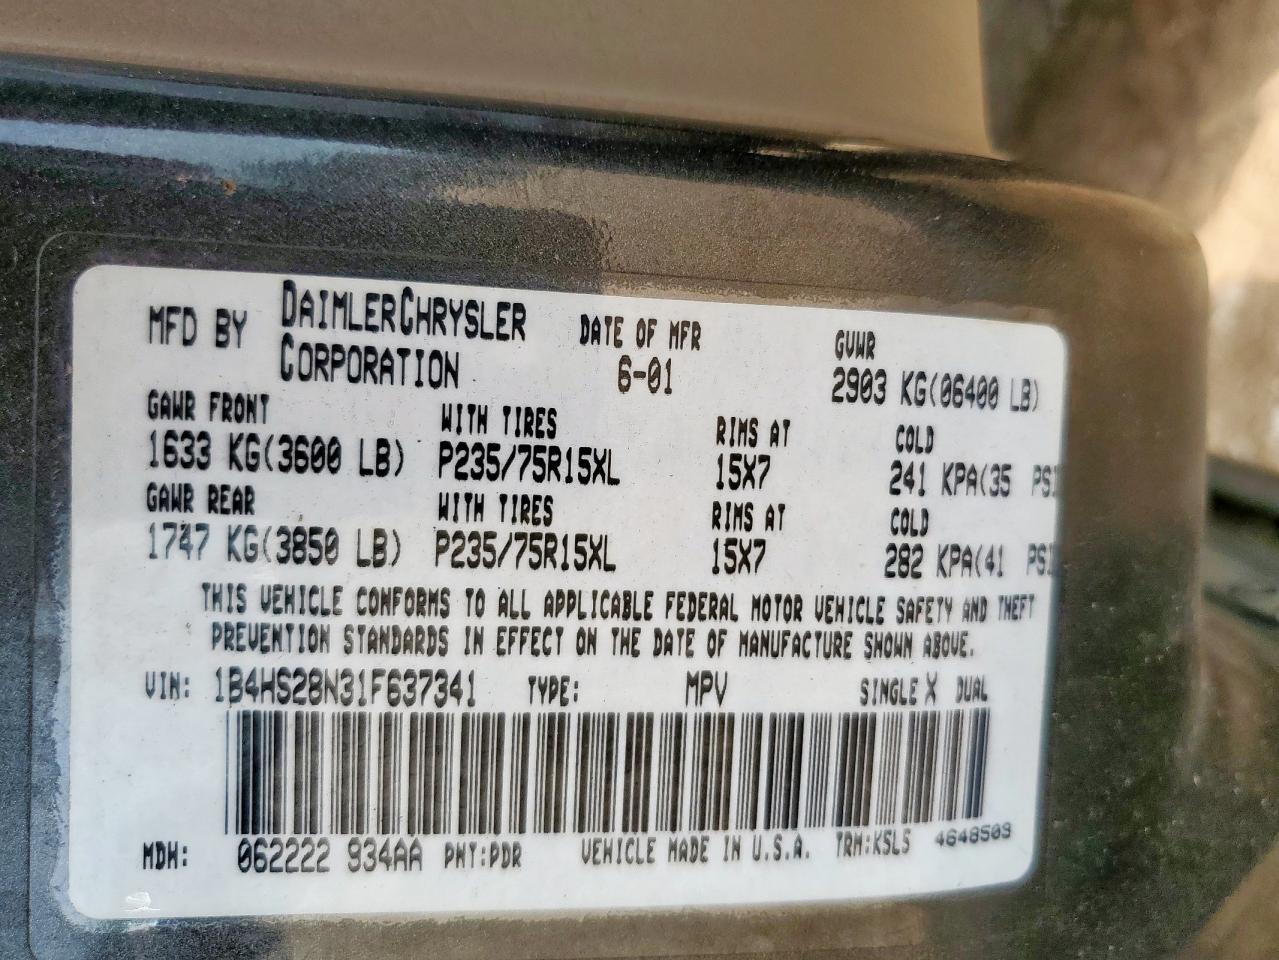 MFD BY DAIMLERCHRYSLER CORPORATION DATE OF MFR 6-01 GVWR 2903 KG(06400 LB)
GAWR FRONT WITH TIRES RIMS AT COLD
1633 KG(3600 LB) P235/75R15XL 15X7 241 KPA(35 PSI
GAWR REAR WITH TIRES RIMS AT COLD
1747 KG(3850 LB) P235/75R15XL 15X7 282 KPA(41 PSI
THIS VEHICLE CONFORMS TO ALL APPLICABLE FEDERAL MOTOR VEHICLE SAFETY AND THEFT
PREVENTION STANDARDS IN EFFECT ON THE DATE OF MANUFACTURE SHOWN ABOVE.
VIN: 1B4HS28N31F637341 TYPE: MPV SINGLE X DUAL
MDH: 062222 934AA PNT:PDR VEHICLE MADE IN U.S.A. TRM:KSL5 4648509